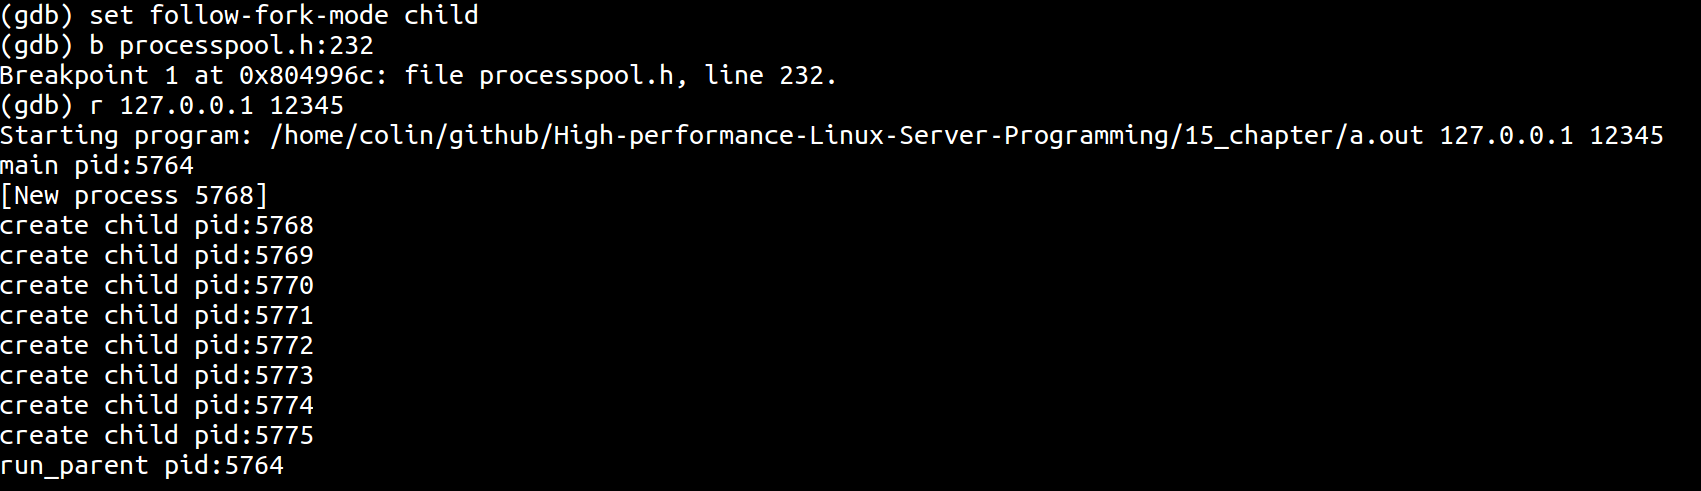 (gdb) set follow-fork-mode child
(gdb) b processpool.h:232
Breakpoint 1 at 0x804996c: file processpool.h, line 232.
(gdb) r 127.0.0.1 12345
Starting program: /home/colin/github/High-performance-Linux-Server-Programming/15_chapter/a.out 127.0.0.1 12345
main pid:5764
[New process 5768]
create child pid:5768
create child pid:5769
create child pid:5770
create child pid:5771
create child pid:5772
create child pid:5773
create child pid:5774
create child pid:5775
run_parent pid:5764